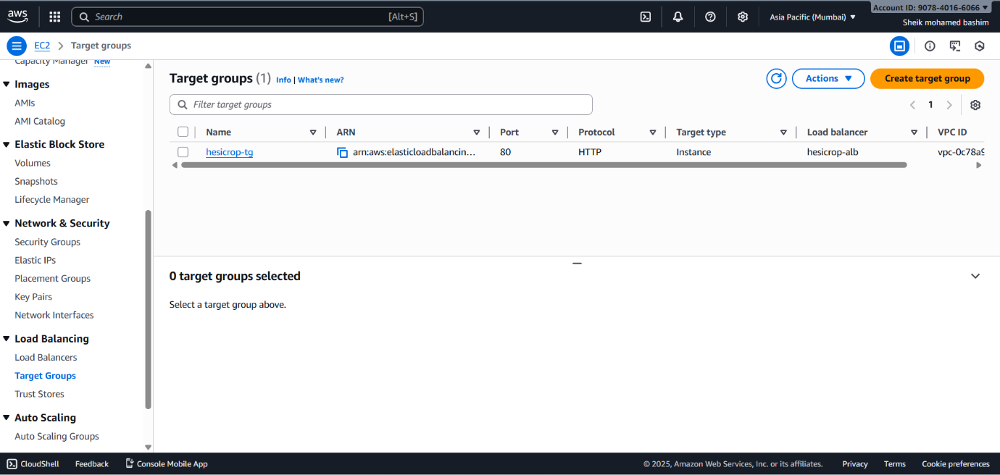 aws
Search [Alt+S]
Asia Pacific (Mumbai)
Account ID: 9078-4016-6066
Sheik mohamed bashim
EC2 Target groups
Capacity Manager New
Images
AMIs
AMI Catalog
Elastic Block Store
Volumes
Snapshots
Lifecycle Manager
Network & Security
Security Groups
Elastic IPs
Placement Groups
Key Pairs
Network Interfaces
Load Balancing
Load Balancers
Target Groups
Trust Stores
Auto Scaling
Auto Scaling Groups
Target groups (1) Info | What's new?
Actions
Create target group
Filter target groups
1
Name ARN Port Protocol Target type Load balancer VPC ID
hesicrop-tg arn:aws:elasticloadbalancin... 80 HTTP Instance hesicrop-alb vpc-0c78a9
0 target groups selected
Select a target group above.
CloudShell Feedback Console Mobile App
© 2025, Amazon Web Services, Inc. or its affiliates. Privacy Terms Cookie preferences